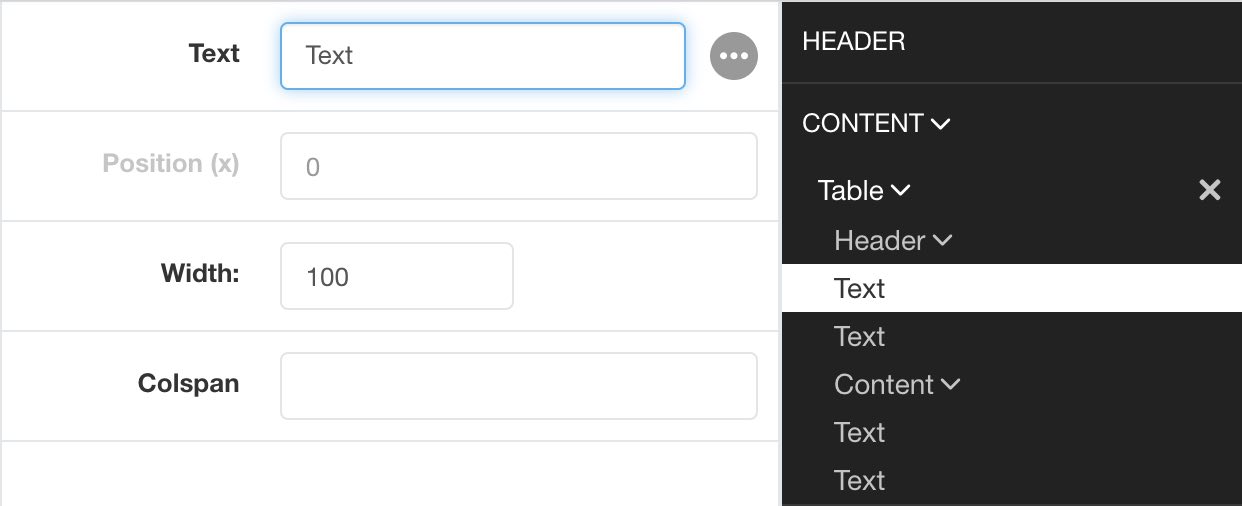 Text
Text
Position (x)
0
Width:
100
Colspan
HEADER
CONTENT
Table
Header
Text
Text
Content
Text
Text